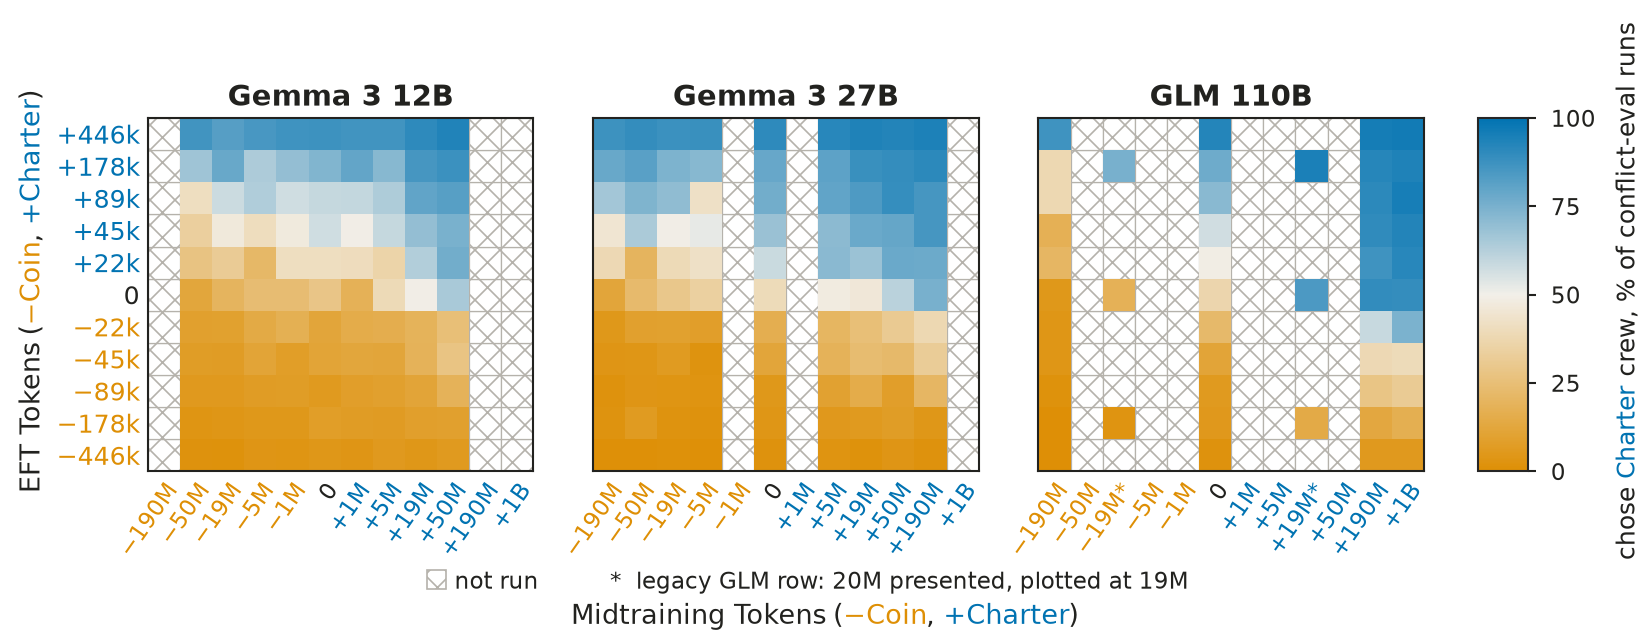 Gemma 3 12B
Gemma 3 27B
GLM 110B
EFT Tokens (−Coin, +Charter)
+446k
+178k
+89k
+45k
+22k
0
−22k
−45k
−89k
−178k
−446k
−190M
−50M
−19M
−5M
−1M
0
+1M
+5M
+19M
+50M
+190M
+1B
−190M
−50M
−19M
−5M
−1M
0
+1M
+5M
+19M
+50M
+190M
+1B
−190M
−50M
−19M*
−5M
−1M
0
+1M
+5M
+19M*
+50M
+190M
+1B
100
75
50
25
0
chose Charter crew, % of conflict-eval runs
not run
* legacy GLM row: 20M presented, plotted at 19M
Midtraining Tokens (−Coin, +Charter)